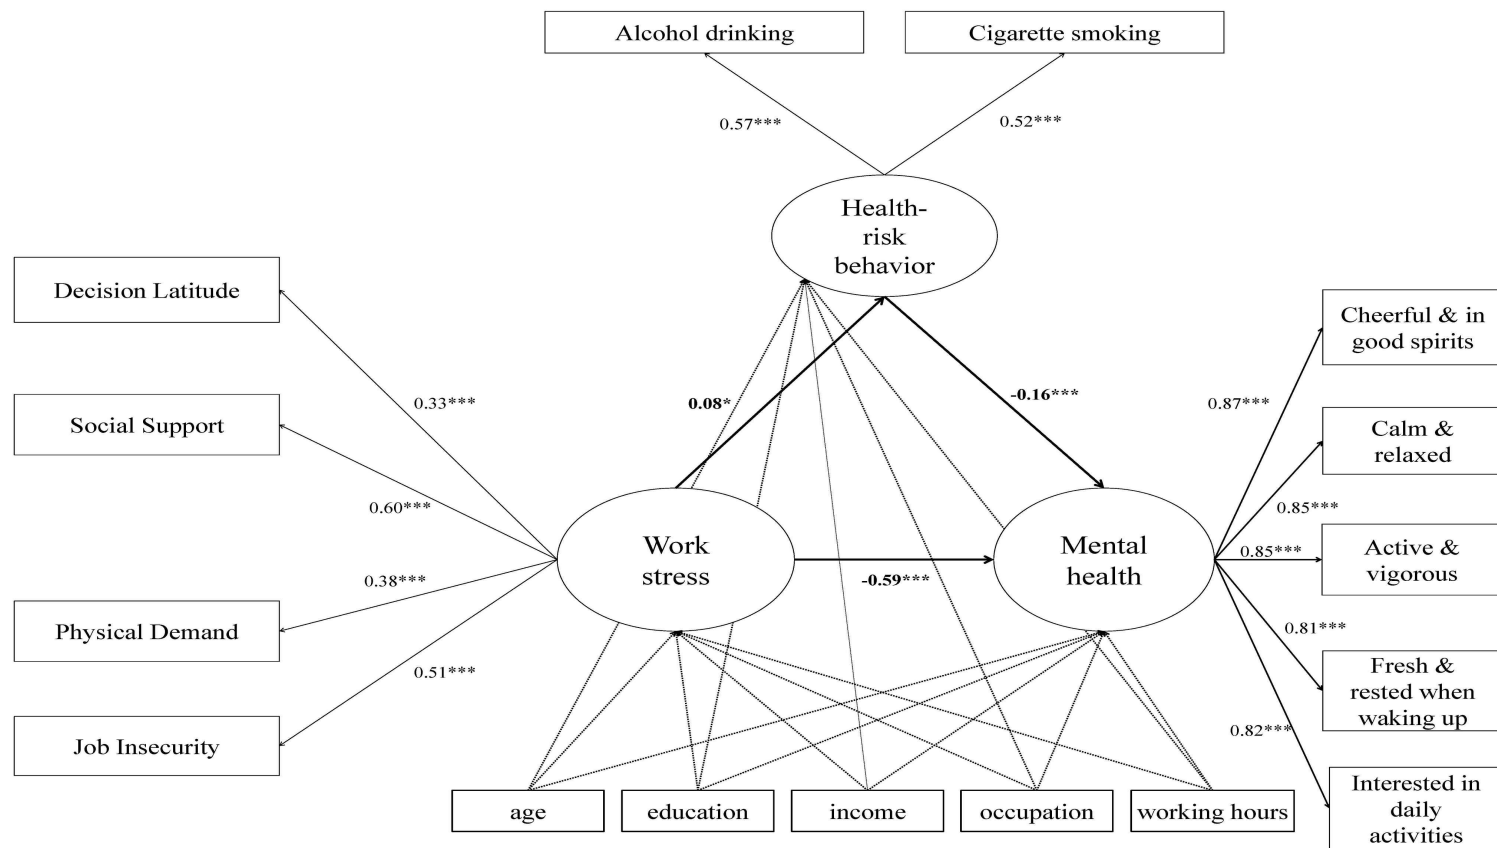 Alcohol drinking
Cigarette smoking
0.57***
0.52***
Health-
risk
behavior
Decision Latitude
Social Support
Physical Demand
Job Insecurity
0.33***
0.60***
0.38***
0.51***
0.08*
-0.16***
Work
stress
-0.59***
Mental
health
0.87***
0.85***
0.85***
0.81***
0.82***
Cheerful & in
good spirits
Calm &
relaxed
Active &
vigorous
Fresh &
rested when
waking up
Interested in
daily
activities
age
education
income
occupation
working hours